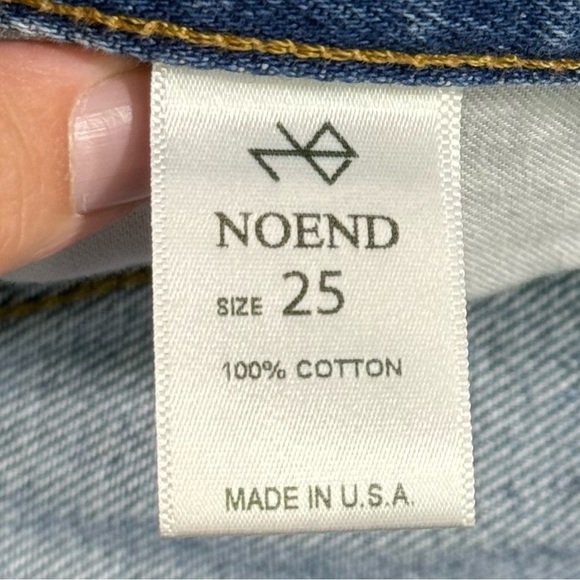 NOEND
SIZE 25
100% COTTON
MADE IN U.S.A.